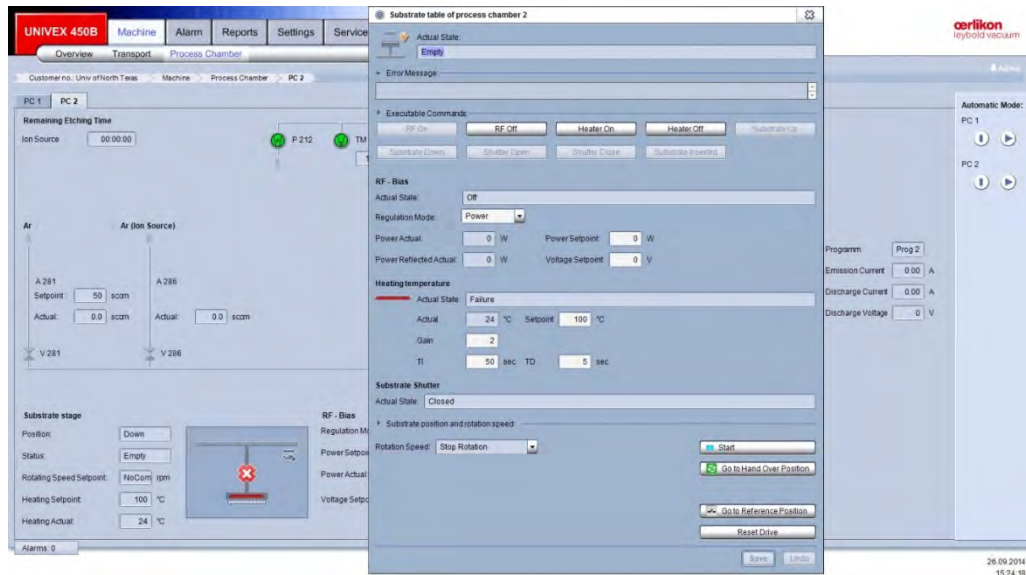 Substrate table of process chamber 2
UNIVEX 450B
Machine
Alarm
Reports
Settings
Service
œrlikon
leybold vacuum
Overview
Transport
Process Chamber
Customer no.: Univ of North Texas
Machine
Process Chamber
PC 2
PC 1
PC 2
Remaining Etching Time
Ion Source
00:00:00
P 212
TM
Ar
Ar (Ion Source)
A 281
A 286
Setpoint:
50
sccm
Actual:
0.0
sccm
Actual:
0.0
sccm
V 281
V 286
Substrate stage
Position:
Down
Status:
Empty
Rotating Speed Setpoint:
NoCom
rpm
Heating Setpoint:
100
°C
Heating Actual:
24
°C
RF - Bias
Regulation Mo
Power Setpoi
Power Actual:
Voltage Setpo
Alarms: 0
Actual State:
Empty
Error Message:
Executable Commands:
RF On
RF Off
Heater On
Heater Off
Substrate Up
Substrate Down
Shutter Open
Shutter Close
Substrate Inserted
RF - Bias
Actual State:
Off
Regulation Mode:
Power
Power Actual:
0 W
Power Setpoint:
0 W
Power Reflected Actual:
0 W
Voltage Setpoint:
0 V
Heating temperature
Actual State:
Failure
Actual
24 °C
Setpoint
100 °C
Gain
2
TI
50 sec
TD
5 sec
Substrate Shutter
Actual State:
Closed
Substrate position and rotation speed:
Rotation Speed:
Stop Rotation
Start
Go to Hand Over Position
Go to Reference Position
Reset Drive
Save
Undo
Programm
Prog 2
Emission Current
0.00 A
Discharge Current
0.00 A
Discharge Voltage
0 V
Automatic Mode:
PC 1
PC 2
26.09.2014
15:24:18